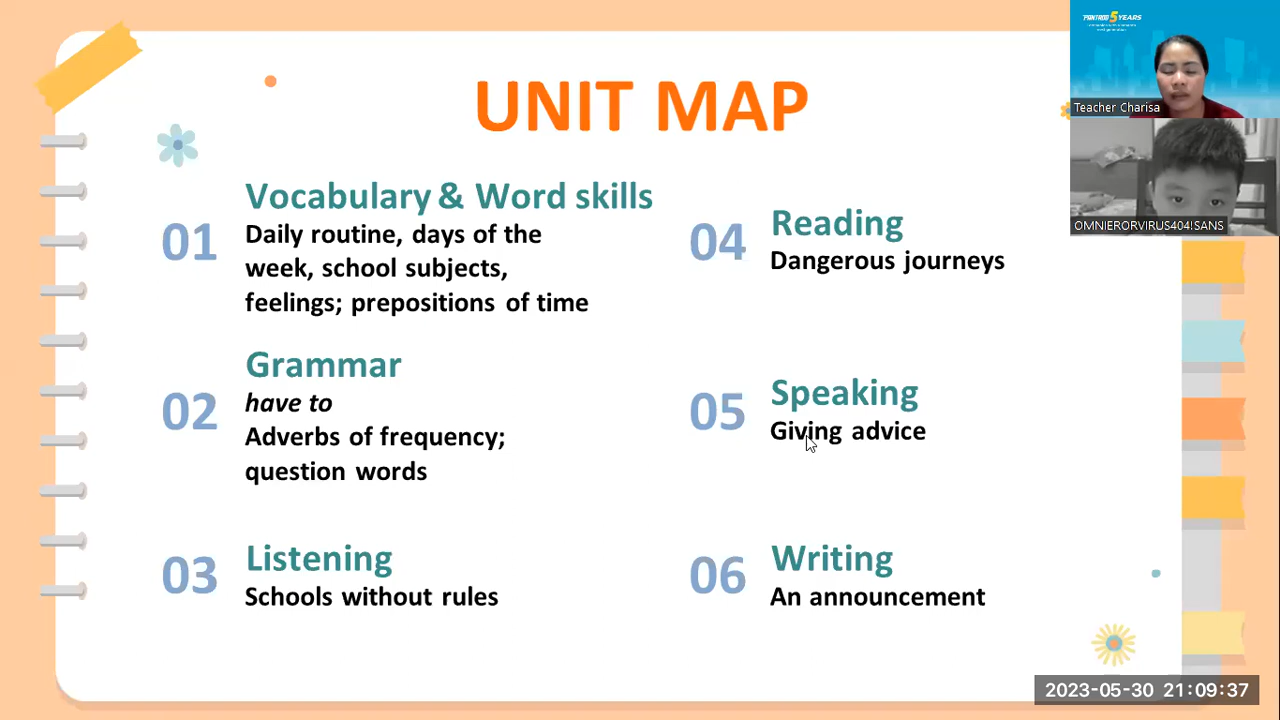 UNIT MAP
01
Vocabulary & Word skills
Daily routine, days of the
week, school subjects,
feelings; prepositions of time
02
Grammar
have to
Adverbs of frequency;
question words
03
Listening
Schools without rules
04
Reading
Dangerous journeys
05
Speaking
Giving advice
06
Writing
An announcement
5 YEARS
Teacher Charisa
OMNIERORVIRUS404!SANS
2023-05-30 21:09:37